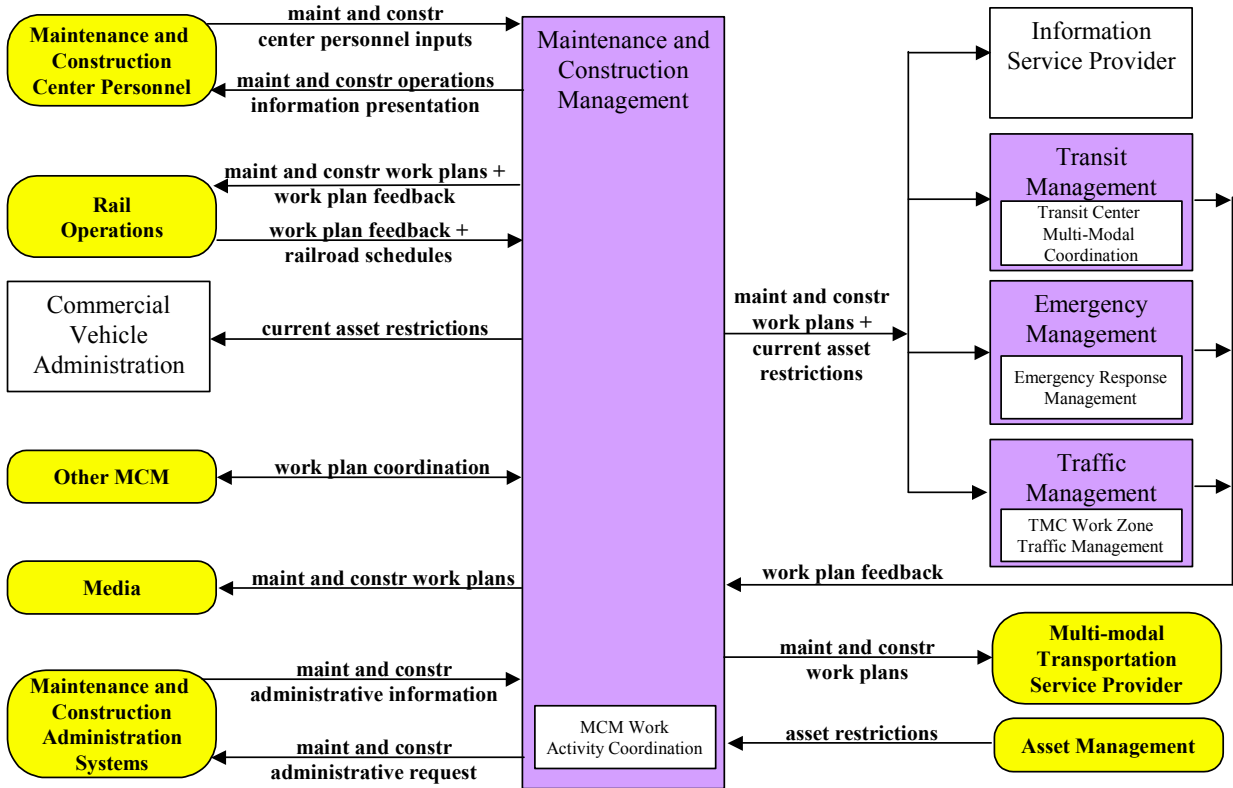 maint and constr
center personnel inputs
Maintenance and
Construction
Center Personnel
maint and constr operations
information presentation
maint and constr work plans +
work plan feedback
Rail
Operations
work plan feedback +
railroad schedules
Commercial
Vehicle
Administration
current asset restrictions
Other MCM
work plan coordination
Media
maint and constr work plans
maint and constr
administrative information
Maintenance and
Construction
Administration
Systems
maint and constr
administrative request
Maintenance and
Construction
Management
MCM Work
Activity Coordination
maint and constr
work plans +
current asset
restrictions
Information
Service Provider
Transit
Management
Transit Center
Multi-Modal
Coordination
Emergency
Management
Emergency Response
Management
Traffic
Management
TMC Work Zone
Traffic Management
work plan feedback
maint and constr
work plans
Multi-modal
Transportation
Service Provider
asset restrictions
Asset Management